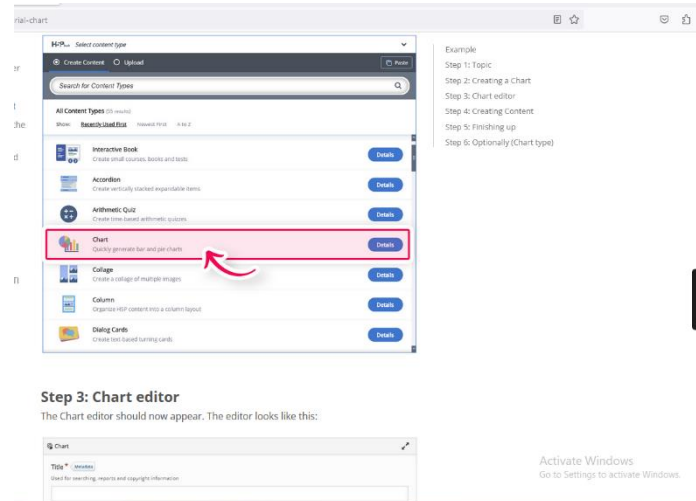 rial-chart
H-P Hub Select content type
Create Content Upload Paste
Search for Content Types
All Content Types (55 results)
Show: Recently Used First Newest First A to Z
Interactive Book
Create small courses, books and tests
Details
Accordion
Create vertically stacked expandable items
Details
Arithmetic Quiz
Create time-based arithmetic quizzes
Details
Chart
Quickly generate bar and pie charts
Details
Collage
Create a collage of multiple images
Details
Column
Organize H5P content into a column layout
Details
Dialog Cards
Create text-based turning cards
Details
er
the
d
n
Example
Step 1: Topic
Step 2: Creating a Chart
Step 3: Chart editor
Step 4: Creating Content
Step 5: Finishing up
Step 6: Optionally (Chart type)
Step 3: Chart editor
The Chart editor should now appear. The editor looks like this:
Chart
Title * Metadata
Used for searching, reports and copyright information
Activate Windows
Go to Settings to activate Windows.